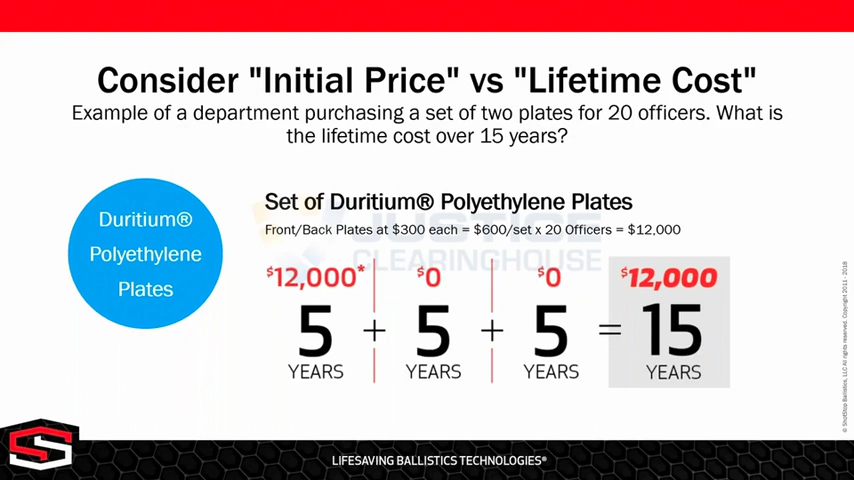 Consider "Initial Price" vs "Lifetime Cost"
Example of a department purchasing a set of two plates for 20 officers. What is
the lifetime cost over 15 years?
Duritium®
Polyethylene
Plates
Set of Duritium® Polyethylene Plates
Front/Back Plates at $300 each = $600/set x 20 Officers = $12,000
JUSTICE
CLEARINGHOUSE
$12,000* $0 $0 $12,000
5 + 5 + 5 = 15
YEARS YEARS YEARS YEARS
© ShotStop Ballistics, LLC All rights reserved. Copyright 2011 - 2018
LIFESAVING BALLISTICS TECHNOLOGIES®